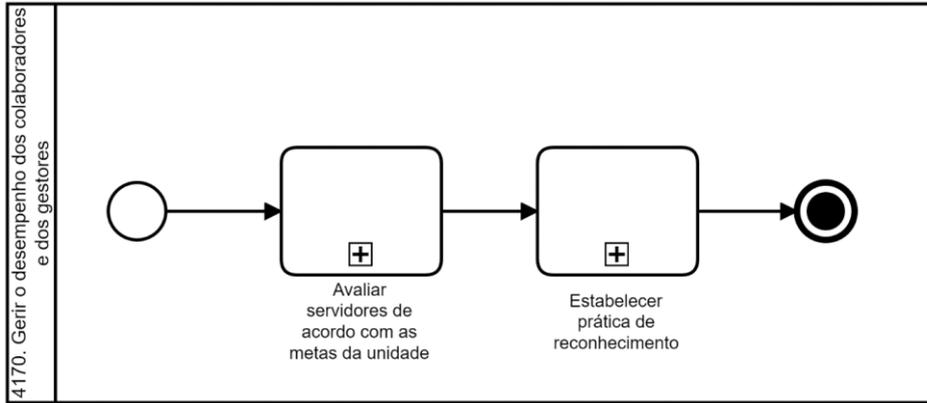 4170. Gerir o desempenho dos colaboradores
e dos gestores
Avaliar
servidores de
acordo com as
metas da unidade
Estabelecer
prática de
reconhecimento